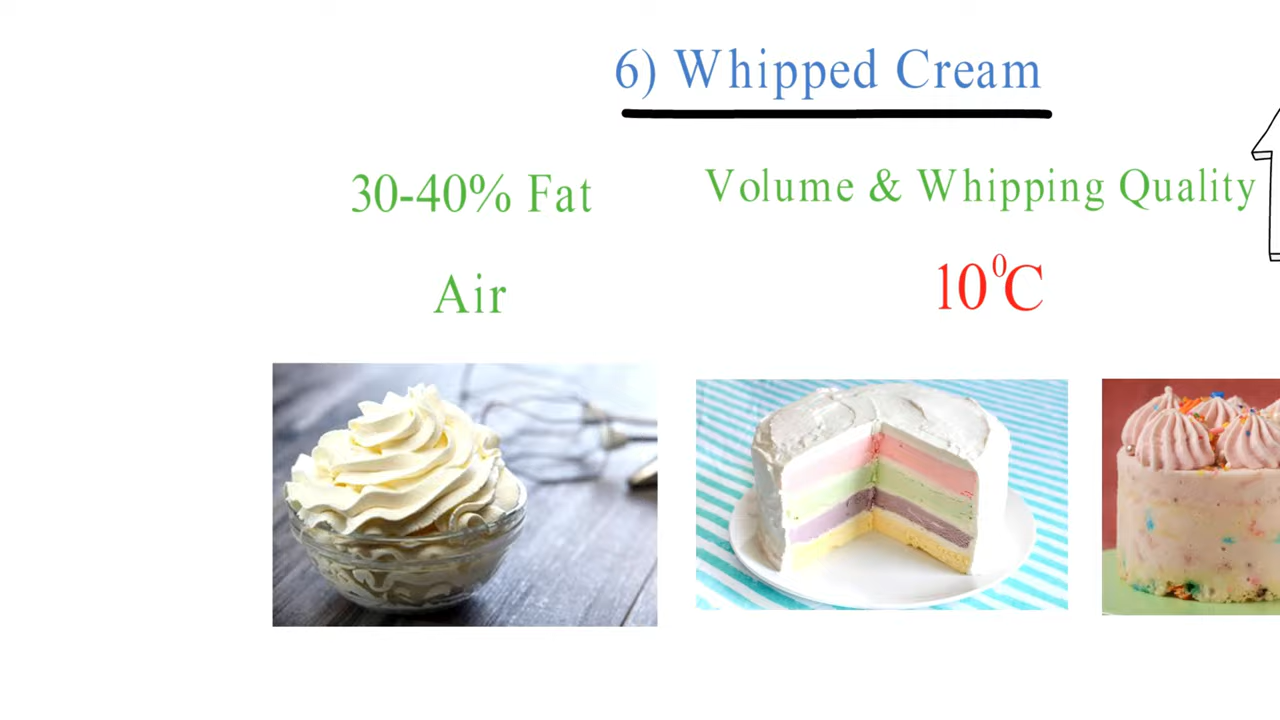 6) Whipped Cream
30-40% Fat
Volume & Whipping Quality
Air
10⁰C